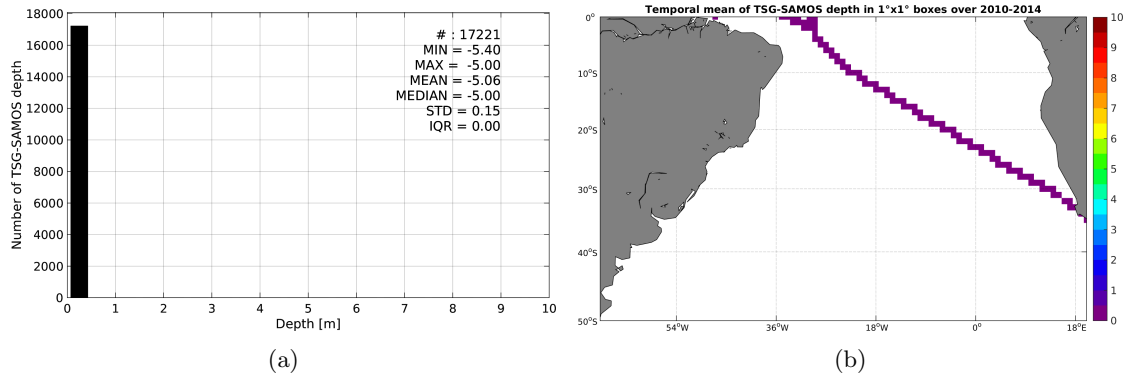 Number of TSG-SAMOS depth
18000
16000
14000
12000
10000
8000
6000
4000
2000
0
# : 17221
MIN = -5.40
MAX = -5.00
MEAN = -5.06
MEDIAN = -5.00
STD = 0.15
IQR = 0.00
0 1 2 3 4 5 6 7 8 9 10
Depth [m]
(a)
Temporal mean of TSG-SAMOS depth in 1°x1° boxes over 2010-2014
0°
10°S
20°S
30°S
40°S
50°S
54°W 36°W 18°W 0° 18°E
10
9
8
7
6
5
4
3
2
1
0
(b)